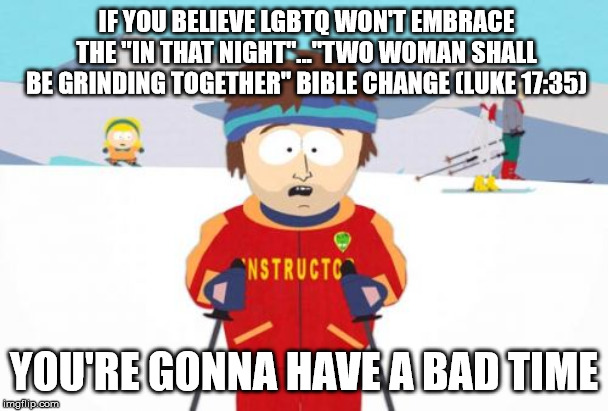 IF YOU BELIEVE LGBTQ WON'T EMBRACE
THE "IN THAT NIGHT"..."TWO WOMAN SHALL
BE GRINDING TOGETHER" BIBLE CHANGE (LUKE 17:35)
INSTRUCTO
YOU'RE GONNA HAVE A BAD TIME
imgflip.com